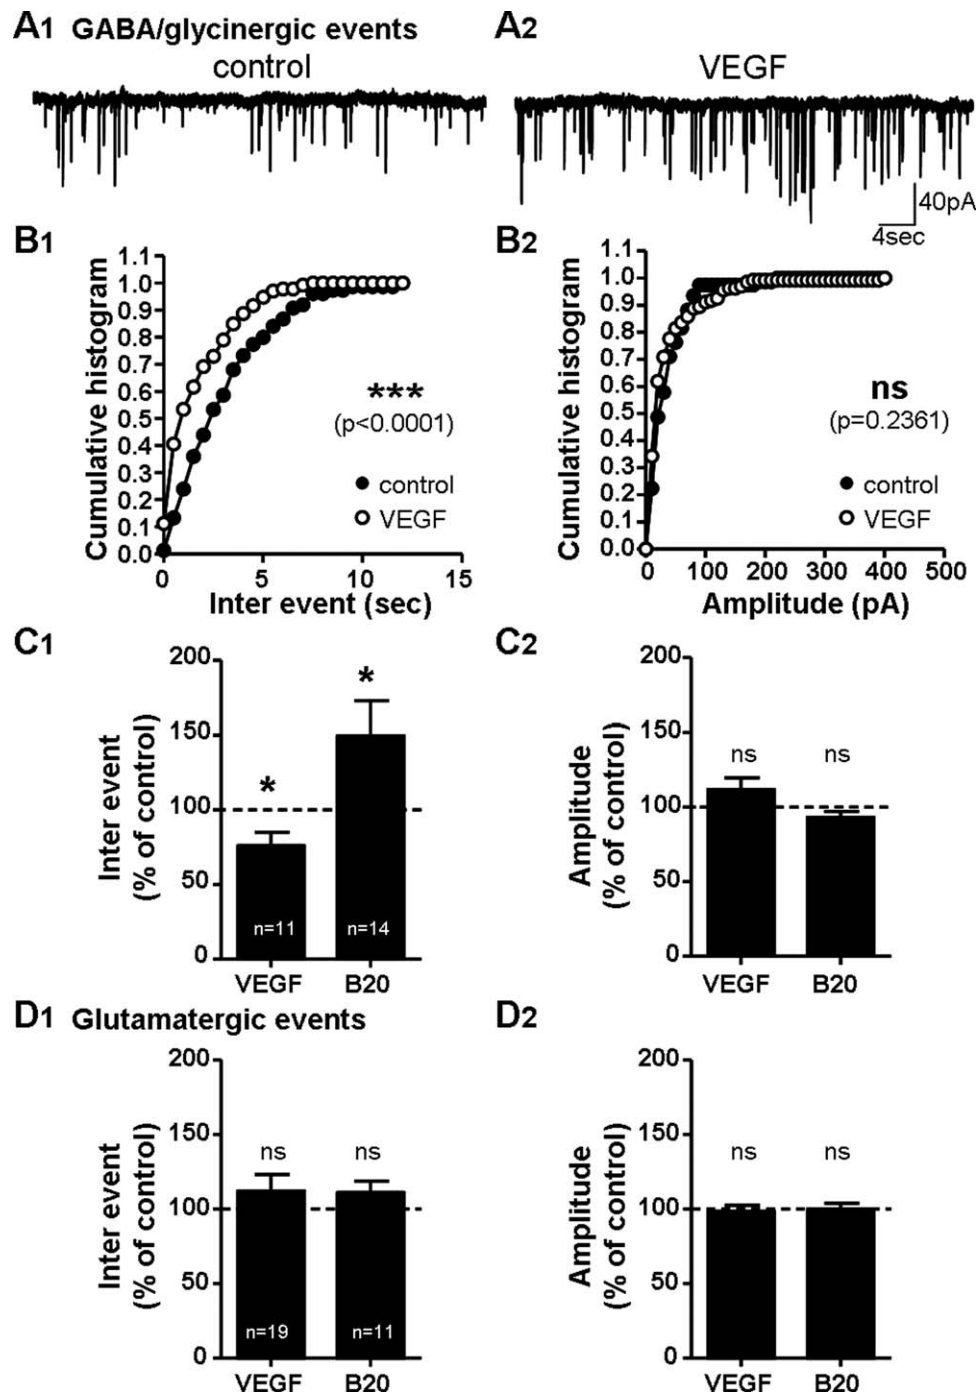 A1 GABA/glycinergic events
control
A2
VEGF
40pA
4sec
B1
Cumulative histogram
1.1
1.0
0.9
0.8
0.7
0.6
0.5
0.4
0.3
0.2
0.1
0.0
0
5
10
15
Inter event (sec)
***
(p<0.0001)
control
VEGF
B2
Cumulative histogram
1.1
1.0
0.9
0.8
0.7
0.6
0.5
0.4
0.3
0.2
0.1
0.0
0
100
200
300
400
500
Amplitude (pA)
ns
(p=0.2361)
control
VEGF
C1
Inter event
(% of control)
200
150
100
50
0
*
*
n=11
n=14
VEGF
B20
C2
Amplitude
(% of control)
200
150
100
50
0
ns
ns
VEGF
B20
D1 Glutamatergic events
Inter event
(% of control)
200
150
100
50
0
ns
ns
n=19
n=11
VEGF
B20
D2
Amplitude
(% of control)
200
150
100
50
0
ns
ns
VEGF
B20